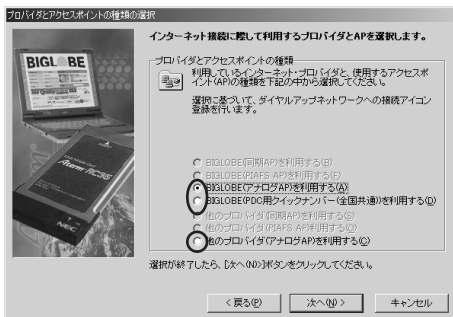 プロバイダとアクセスポイントの種類の選択
インターネット接続に際して利用するプロバイダとAPを選択します。
プロバイダとアクセスポイントの種類
利用しているインターネット・プロバイダと、使用するアクセスポ
イント(AP)の種類を下記の中から選択してください。
選択に基づいて、ダイヤルアップネットワークへの接続アイコン
登録を行います。
BIGLOBE(同期AP)を利用する(B)
BIGLOBE(PIAFS AP)を利用する(E)
BIGLOBE(アナログAP)を利用する(A)
BIGLOBE(PDC用クイックナンバー(全国共通)を利用する(D)
他のプロバイダ(同期AP)を利用する(S)
他のプロバイダ(PIAFS AP)を利用する(I)
他のプロバイダ(アナログAP)を利用する(C)
選択が終了したら、[次へ(N)>]ボタンをクリックしてください。
< 戻る(P)
次へ(N) >
キャンセル
BIGLOBE
Aterm RC35
NEC